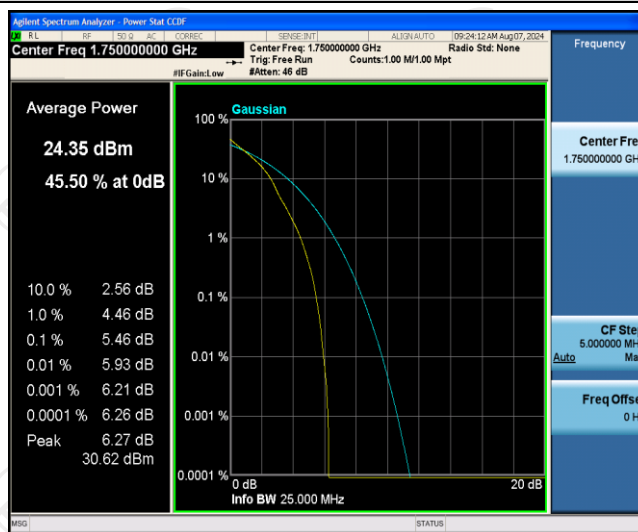 Agilent Spectrum Analyzer - Power Stat CCDF
RL RF 50 Ω AC CORREC SENSE:INT ALIGN AUTO 09:24:12 AM Aug 07, 2024
Center Freq 1.750000000 GHz
Center Freq: 1.750000000 GHz Radio Std: None
Trig: Free Run Counts:1.00 M/1.00 Mpt
#IFGain:Low #Atten: 46 dB
Frequency
Average Power
24.35 dBm
45.50 % at 0dB
10.0 % 2.56 dB
1.0 % 4.46 dB
0.1 % 5.46 dB
0.01 % 5.93 dB
0.001 % 6.21 dB
0.0001 % 6.26 dB
Peak 6.27 dB
30.62 dBm
Gaussian
100 %
10 %
1 %
0.1 %
0.01 %
0.001 %
0.0001 %
0 dB 20 dB
Info BW 25.000 MHz
Center Fre
1.750000000 GH
CF Ste
5.000000 MH
Auto Ma
Freq Offse
0 H
MSG STATUS